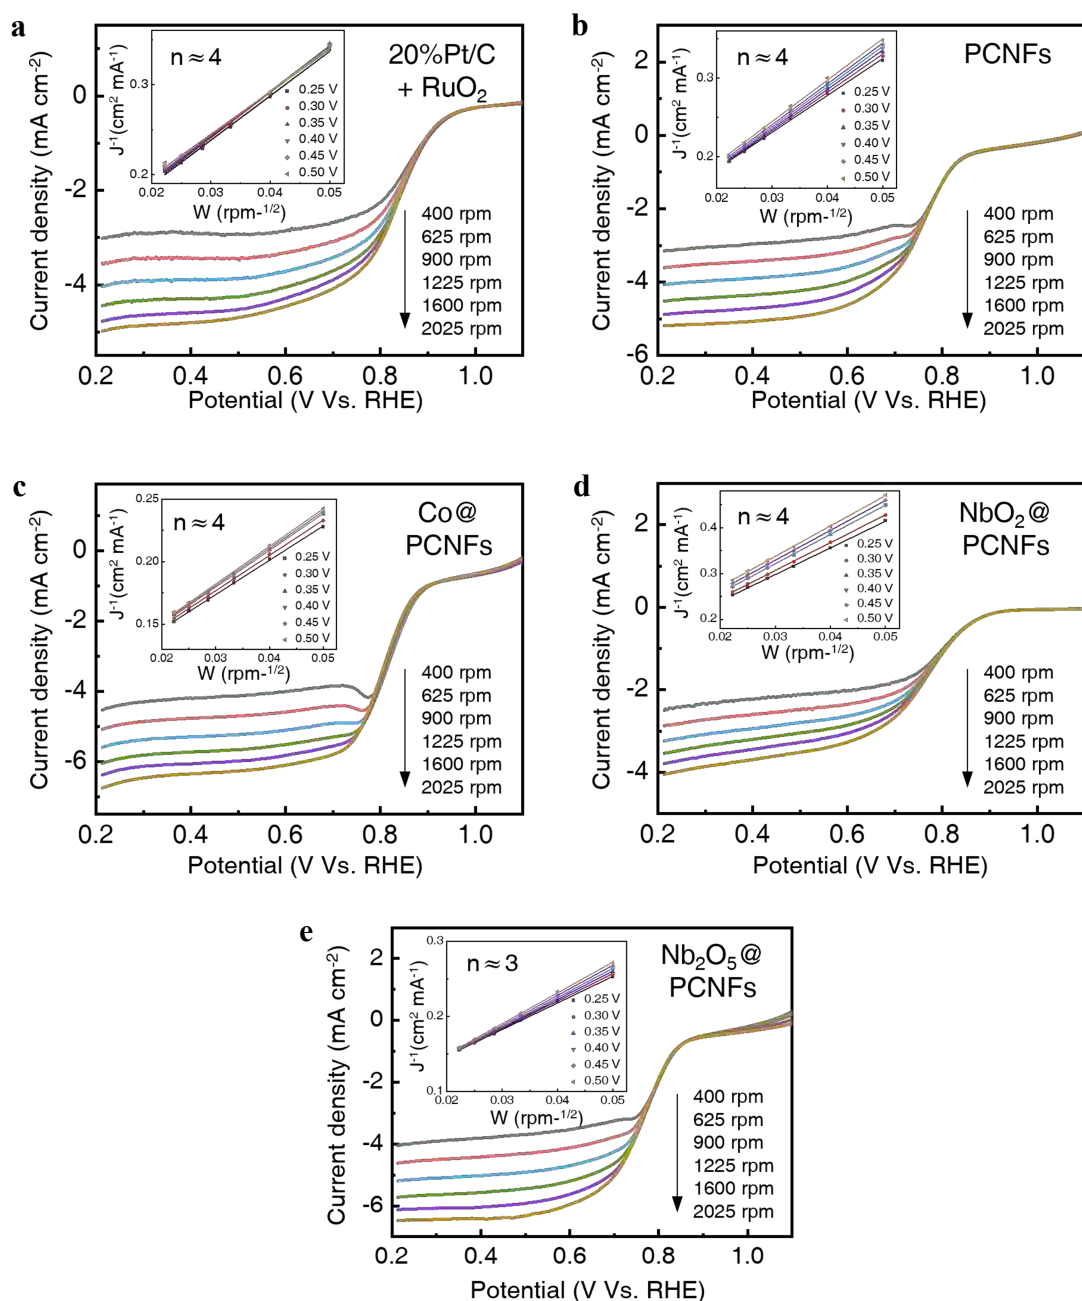 a
n ≈ 4
20%Pt/C
+ RuO2
J-1(cm2 mA-1)
0.3
0.2
0.02 0.03 0.04 0.05
W (rpm-1/2)
0.25 V
0.30 V
0.35 V
0.40 V
0.45 V
0.50 V
Current density (mA cm-2)
0
-2
-4
400 rpm
625 rpm
900 rpm
1225 rpm
1600 rpm
2025 rpm
0.2 0.4 0.6 0.8 1.0
Potential (V Vs. RHE)
b
n ≈ 4
PCNFs
J-1(cm2 mA-1)
0.4
0.3
0.2
0.02 0.03 0.04 0.05
W (rpm-1/2)
0.25 V
0.30 V
0.35 V
0.40 V
0.45 V
0.50 V
Current density (mA cm-2)
2
0
-2
-4
-6
400 rpm
625 rpm
900 rpm
1225 rpm
1600 rpm
2025 rpm
0.2 0.4 0.6 0.8 1.0
Potential (V Vs. RHE)
c
n ≈ 4
Co@
PCNFs
J-1(cm2 mA-1)
0.25
0.20
0.15
0.02 0.03 0.04 0.05
W (rpm-1/2)
0.25 V
0.30 V
0.35 V
0.40 V
0.45 V
0.50 V
Current density (mA cm-2)
2
0
-2
-4
-6
400 rpm
625 rpm
900 rpm
1225 rpm
1600 rpm
2025 rpm
0.2 0.4 0.6 0.8 1.0
Potential (V Vs. RHE)
d
n ≈ 4
NbO2@
PCNFs
J-1(cm2 mA-1)
0.4
0.3
0.2
0.02 0.03 0.04 0.05
W (rpm-1/2)
0.25 V
0.30 V
0.35 V
0.40 V
0.45 V
0.50 V
Current density (mA cm-2)
2
0
-2
-4
400 rpm
625 rpm
900 rpm
1225 rpm
1600 rpm
2025 rpm
0.2 0.4 0.6 0.8 1.0
Potential (V Vs. RHE)
e
n ≈ 3
Nb2O5@
PCNFs
J-1(cm2 mA-1)
0.3
0.2
0.1
0.02 0.03 0.04 0.05
W (rpm-1/2)
0.25 V
0.30 V
0.35 V
0.40 V
0.45 V
0.50 V
Current density (mA cm-2)
2
0
-2
-4
-6
400 rpm
625 rpm
900 rpm
1225 rpm
1600 rpm
2025 rpm
0.2 0.4 0.6 0.8 1.0
Potential (V Vs. RHE)